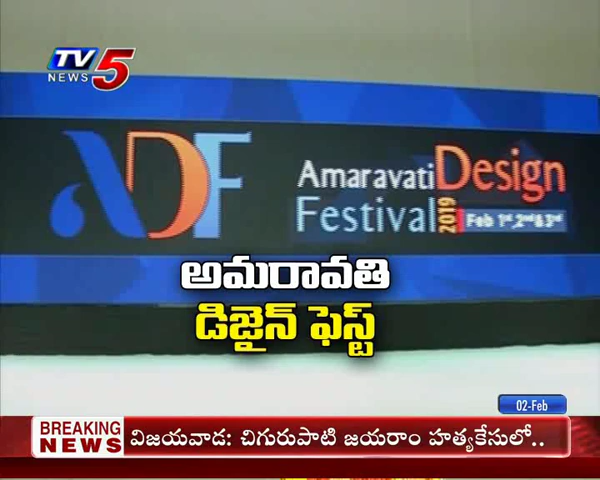 TV5
NEWS
ADF
Amaravati Design
Festival 2019 Feb 1st, 2nd & 3rd
అమరావతి
డిజైన్ ఫెస్ట్
02-Feb
BREAKING
NEWS
విజయవాడ: చిగురుపాటి జయరాం హత్యకేసులో..